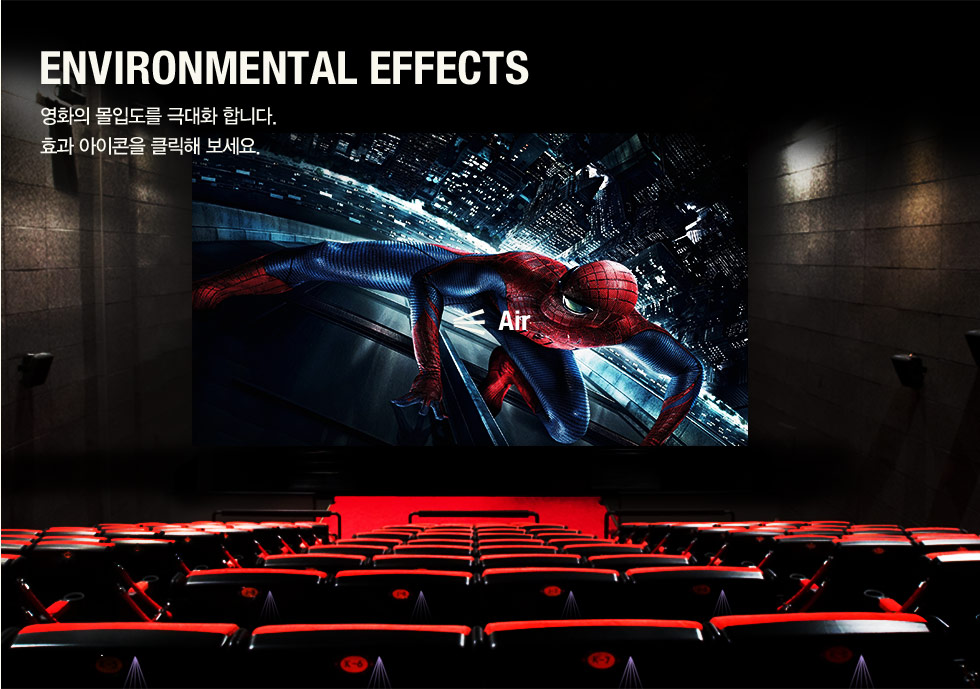 ENVIRONMENTAL EFFECTS
영화의 몰입도를 극대화 합니다.
효과 아이콘을 클릭해 보세요.
Air